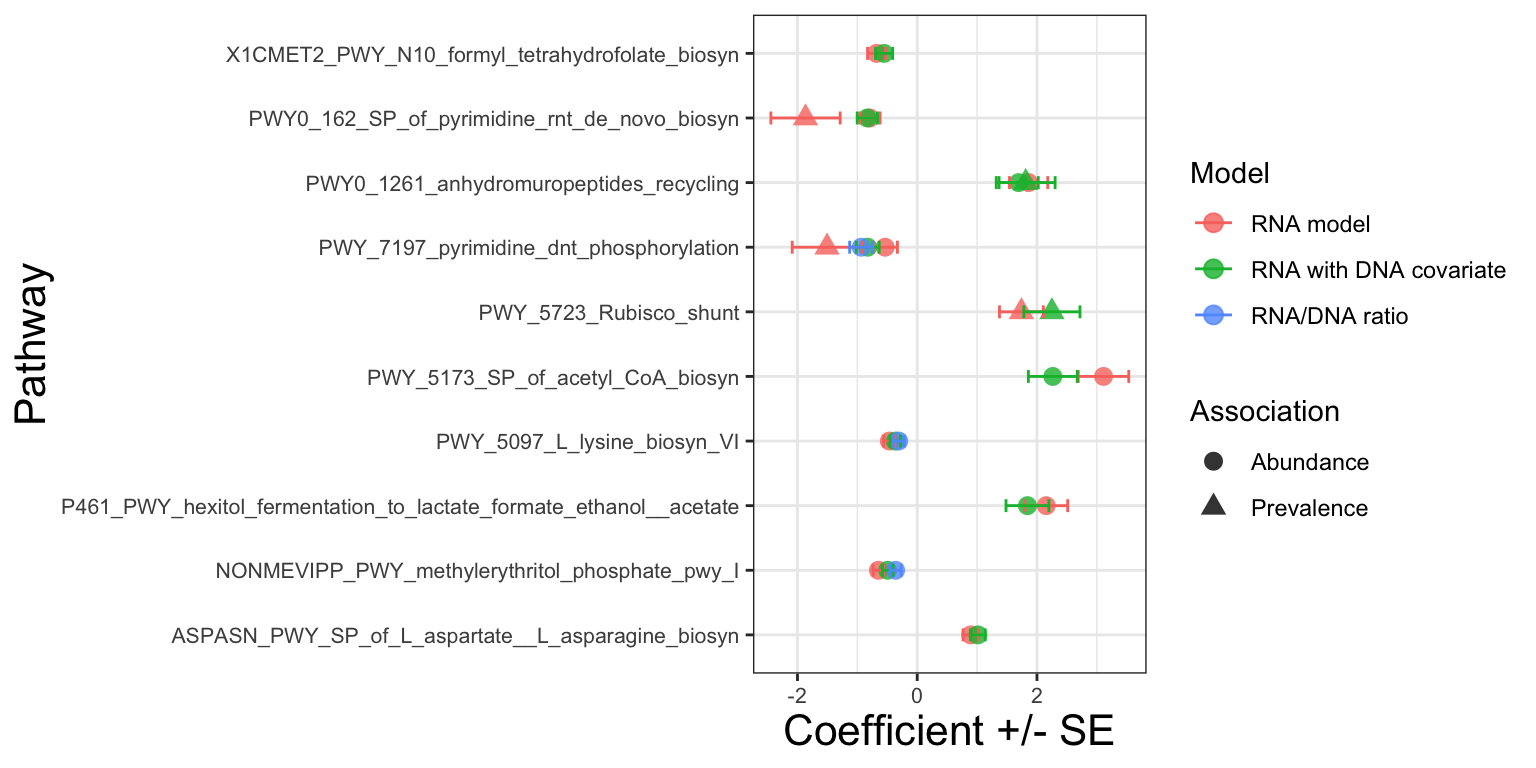 Pathway
X1CMET2_PWY_N10_formyl_tetrahydrofolate_biosyn
PWY0_162_SP_of_pyrimidine_rnt_de_novo_biosyn
PWY0_1261_anhydromuropeptides_recycling
PWY_7197_pyrimidine_dnt_phosphorylation
PWY_5723_Rubisco_shunt
PWY_5173_SP_of_acetyl_CoA_biosyn
PWY_5097_L_lysine_biosyn_VI
P461_PWY_hexitol_fermentation_to_lactate_formate_ethanol__acetate
NONMEVIPP_PWY_methylerythritol_phosphate_pwy_I
ASPASN_PWY_SP_of_L_aspartate__L_asparagine_biosyn
-2 0 2
Coefficient +/- SE
Model
RNA model
RNA with DNA covariate
RNA/DNA ratio
Association
Abundance
Prevalence